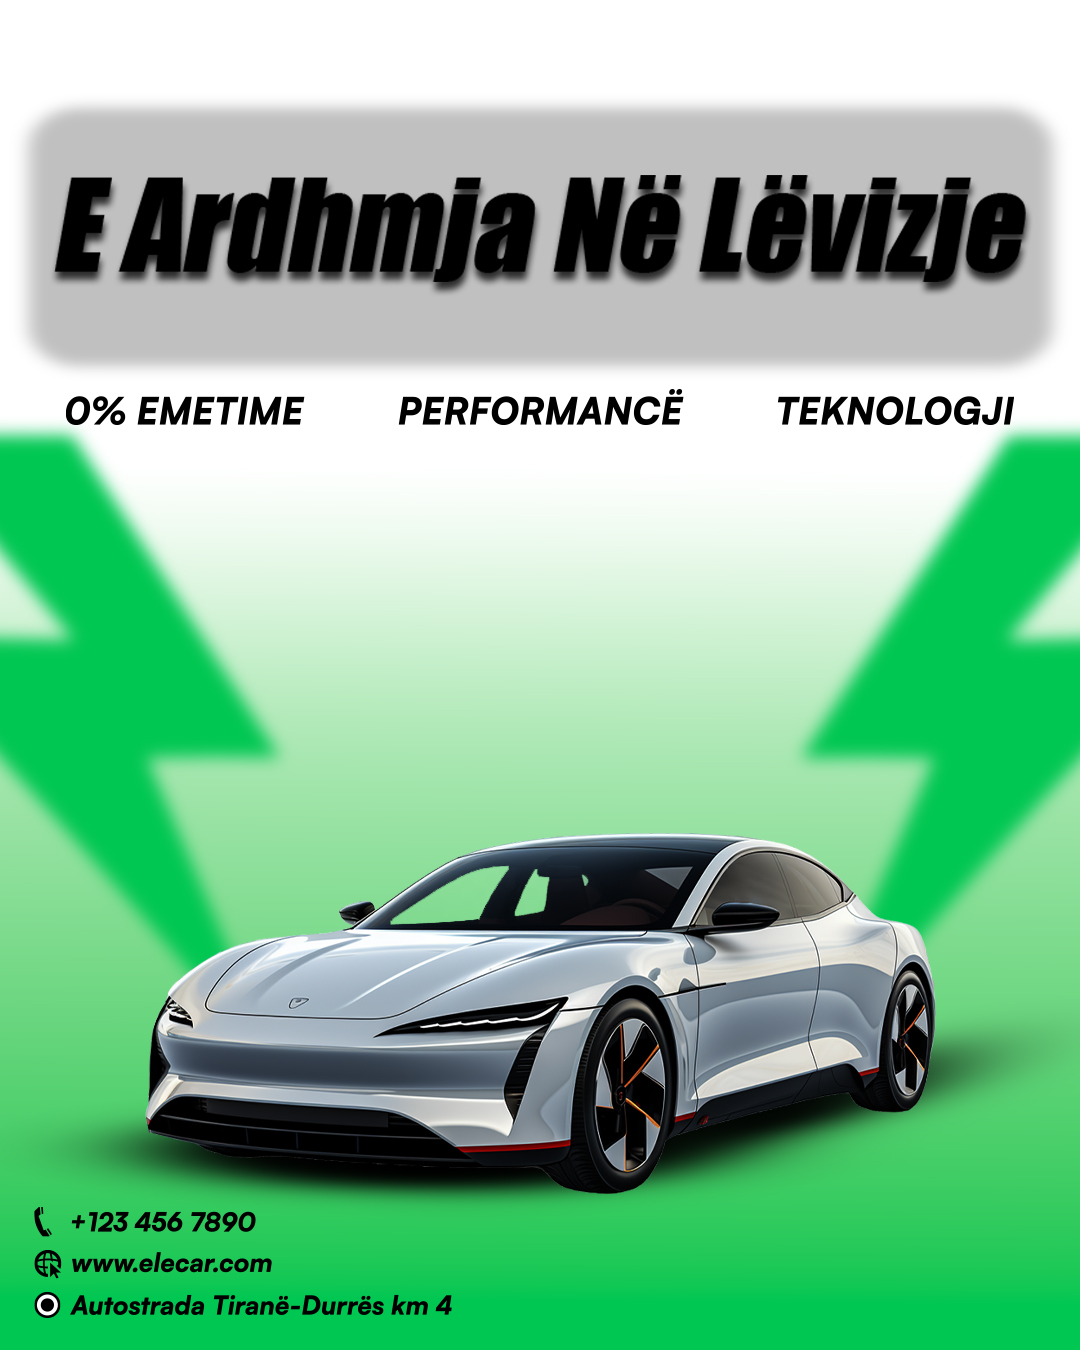 E Ardhmja Në Lëvizje
0% EMETIME PERFORMANCË TEKNOLOGJI
+123 456 7890
www.elecar.com
Autostrada Tiranë-Durrës km 4